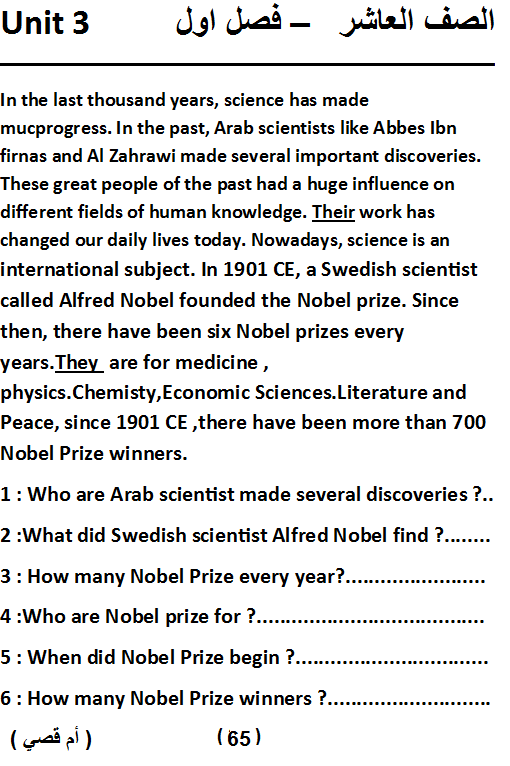 Unit 3 الصف العاشر – فصل اول
In the last thousand years, science has made
mucprogress. In the past, Arab scientists like Abbes Ibn
firnas and Al Zahrawi made several important discoveries.
These great people of the past had a huge influence on
different fields of human knowledge. Their work has
changed our daily lives today. Nowadays, science is an
international subject. In 1901 CE, a Swedish scientist
called Alfred Nobel founded the Nobel prize. Since
then, there have been six Nobel prizes every
years.They are for medicine ,
physics.Chemisty,Economic Sciences.Literature and
Peace, since 1901 CE ,there have been more than 700
Nobel Prize winners.
1 : Who are Arab scientist made several discoveries ?..
2 :What did Swedish scientist Alfred Nobel find ?........
3 : How many Nobel Prize every year?........................
4 :Who are Nobel prize for ?.......................................
5 : When did Nobel Prize begin ?.................................
6 : How many Nobel Prize winners ?............................
( أم قصي ) (65)